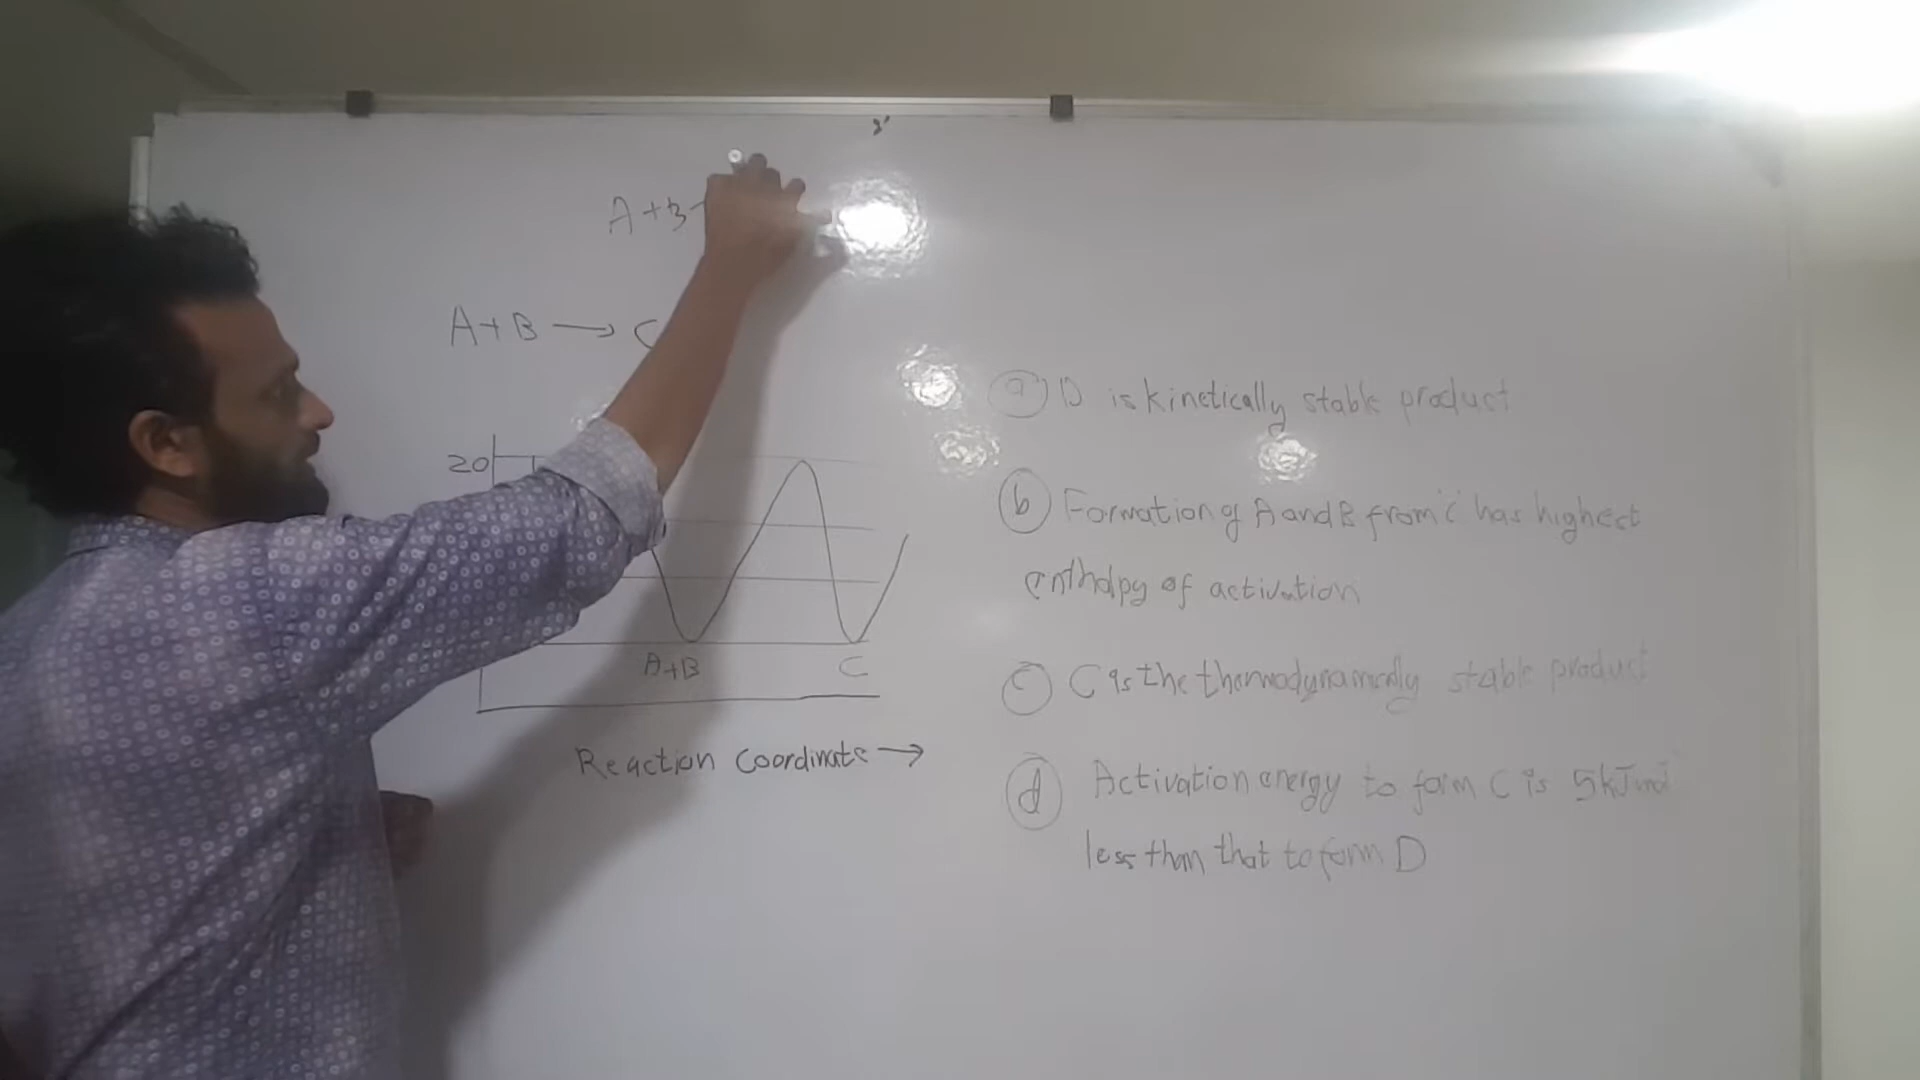 A+B
A+B → C
20
A+B
C
Reaction Coordinate →
a D is kinetically stable product
b Formation of A and B from C has highest
enthalpy of activation
c C is the thermodynamically stable product
d Activation energy to form C is 5kJ
less than that to form D